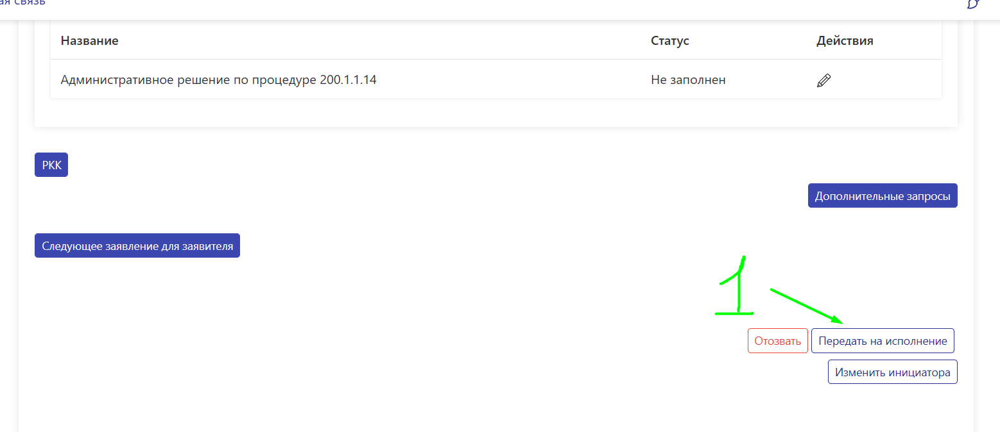 ая связь
Название Статус Действия
Административное решение по процедуре 200.1.1.14 Не заполнен
РКК
Дополнительные запросы
Следующее заявление для заявителя
1
Отозвать Передать на исполнение
Изменить инициатора